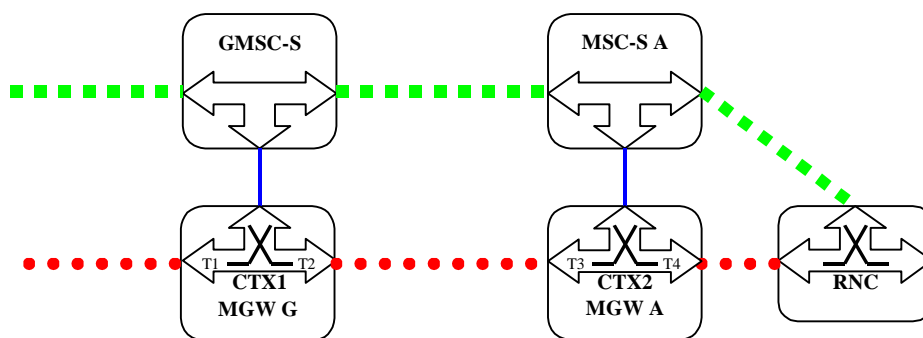 GMSC-S
MSC-S A
T1 T2
CTX1
MGW G
T3 T4
CTX2
MGW A
RNC